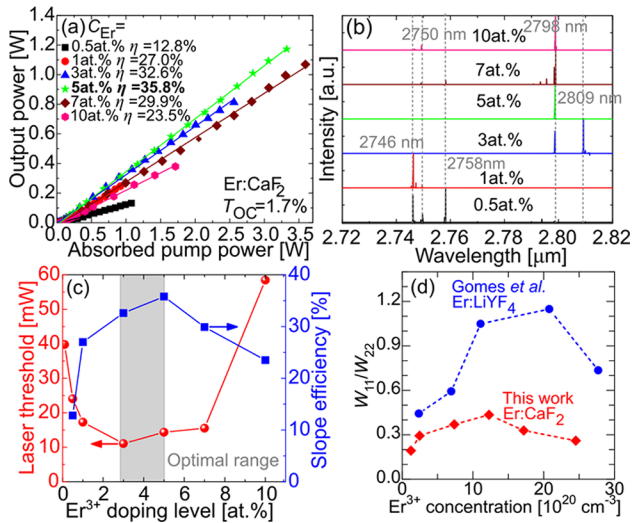 (a) C_Er=
0.5at.% η =12.8%
1at.% η =27.0%
3at.% η =32.6%
5at.% η =35.8%
7at.% η =29.9%
10at.% η =23.5%
Er:CaF₂
T_OC=1.7%
Output power [W]
1.2
1.0
0.8
0.6
0.4
0.2
0.0
0.0 0.5 1.0 1.5 2.0 2.5 3.0 3.5
Absorbed pump power [W]
(b)
2750 nm
2798 nm
10at.%
7at.%
5at.%
2809 nm
3at.%
2746 nm
2758nm
1at.%
0.5at.%
Intensity [a.u.]
2.72 2.74 2.76 2.78 2.80 2.82
Wavelength [μm]
(c)
Laser threshold [mW]
60
50
40
30
20
10
0
Slope efficiency [%]
40
30
20
10
0
Optimal range
0 2 4 6 8 10
Er³⁺ doping level [at.%]
(d)
Gomes et al.
Er:LiYF₄
This work
Er:CaF₂
W₁₁/W₂₂
1.2
0.9
0.6
0.3
0.0
0 10 20 30
Er³⁺ concentration [10²⁰ cm⁻³]